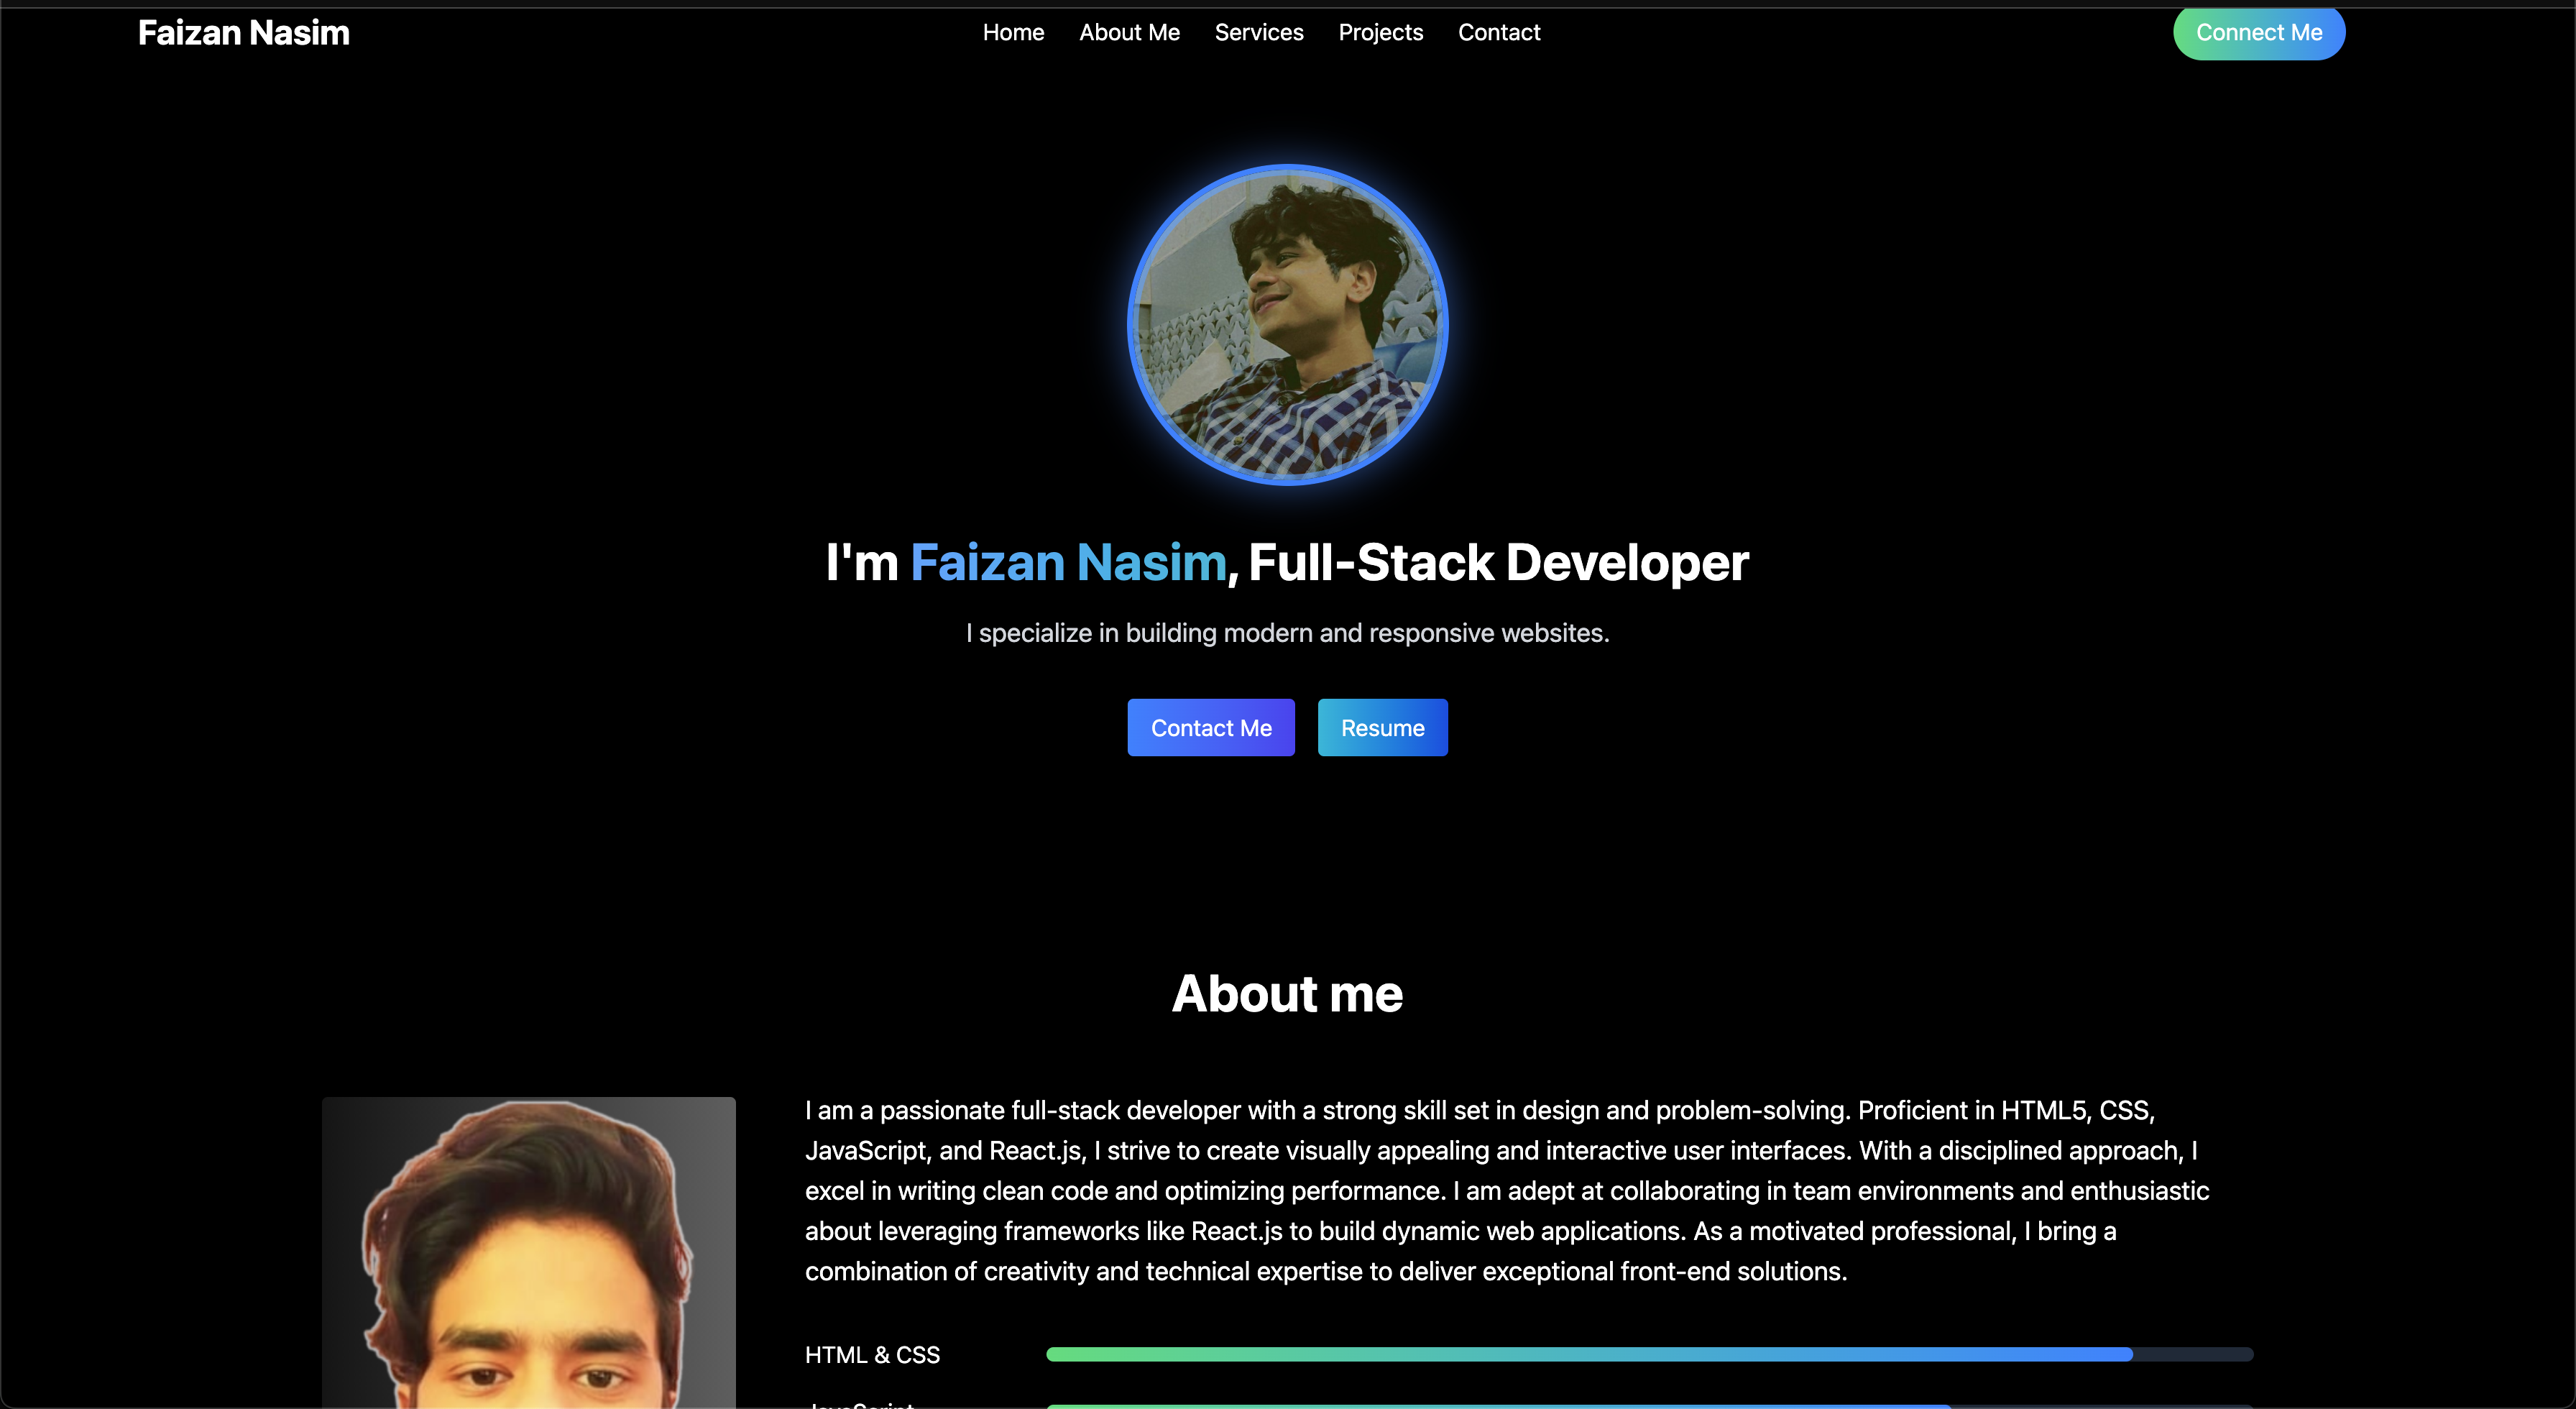 Faizan Nasim
Home About Me Services Projects Contact
Connect Me
I'm Faizan Nasim, Full-Stack Developer
I specialize in building modern and responsive websites.
Contact Me
Resume
About me
I am a passionate full-stack developer with a strong skill set in design and problem-solving. Proficient in HTML5, CSS,
JavaScript, and React.js, I strive to create visually appealing and interactive user interfaces. With a disciplined approach, I
excel in writing clean code and optimizing performance. I am adept at collaborating in team environments and enthusiastic
about leveraging frameworks like React.js to build dynamic web applications. As a motivated professional, I bring a
combination of creativity and technical expertise to deliver exceptional front-end solutions.
HTML & CSS
JavaScript